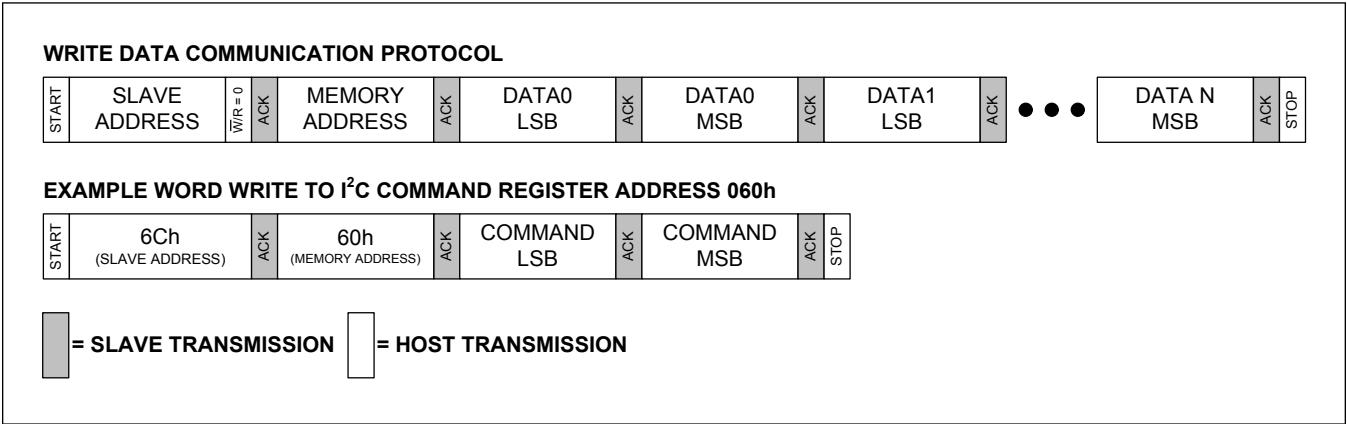 WRITE DATA COMMUNICATION PROTOCOL
START SLAVE ADDRESS W̅/R = 0 ACK MEMORY ADDRESS ACK DATA0 LSB ACK DATA0 MSB ACK DATA1 LSB ACK ●●● DATA N MSB ACK STOP
EXAMPLE WORD WRITE TO I²C COMMAND REGISTER ADDRESS 060h
START 6Ch (SLAVE ADDRESS) ACK 60h (MEMORY ADDRESS) ACK COMMAND LSB ACK COMMAND MSB ACK STOP
= SLAVE TRANSMISSION = HOST TRANSMISSION